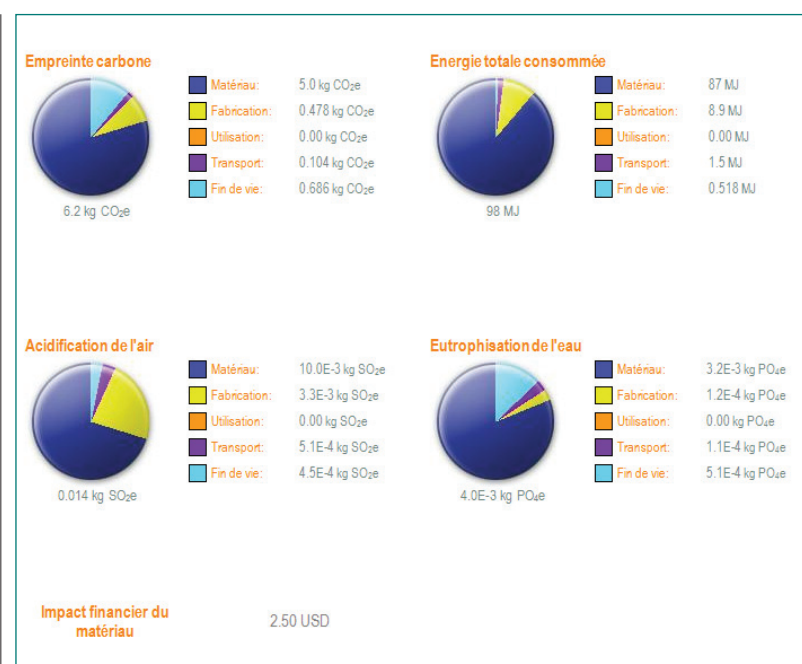 Empreinte carbone
Matériau: 5.0 kg CO₂e
Fabrication: 0.478 kg CO₂e
Utilisation: 0.00 kg CO₂e
Transport: 0.104 kg CO₂e
Fin de vie: 0.686 kg CO₂e
6.2 kg CO₂e
Energie totale consommée
Matériau: 87 MJ
Fabrication: 8.9 MJ
Utilisation: 0.00 MJ
Transport: 1.5 MJ
Fin de vie: 0.518 MJ
98 MJ
Acidification de l'air
Matériau: 10.0E-3 kg SO₂e
Fabrication: 3.3E-3 kg SO₂e
Utilisation: 0.00 kg SO₂e
Transport: 5.1E-4 kg SO₂e
Fin de vie: 4.5E-4 kg SO₂e
0.014 kg SO₂e
Eutrophisation de l'eau
Matériau: 3.2E-3 kg PO₄e
Fabrication: 1.2E-4 kg PO₄e
Utilisation: 0.00 kg PO₄e
Transport: 1.1E-4 kg PO₄e
Fin de vie: 5.1E-4 kg PO₄e
4.0E-3 kg PO₄e
Impact financier du
matériau
2.50 USD